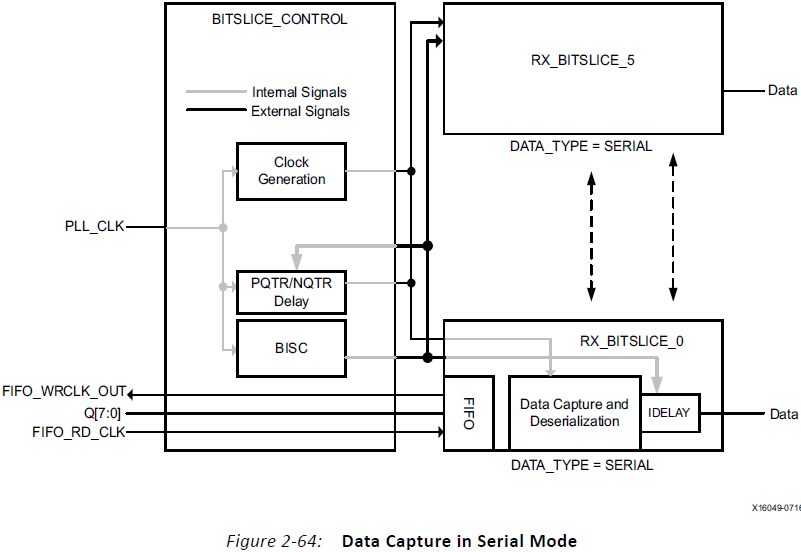 BITSLICE_CONTROL
Internal Signals
External Signals
Clock
Generation
PLL_CLK
PQTR/NQTR
Delay
BISC
RX_BITSLICE_5
Data
DATA_TYPE = SERIAL
RX_BITSLICE_0
FIFO_WRCLK_OUT
Q[7:0]
FIFO_RD_CLK
FIFO
Data Capture and
Deserialization
IDELAY
Data
DATA_TYPE = SERIAL
X16049-0716
Figure 2-64: Data Capture in Serial Mode